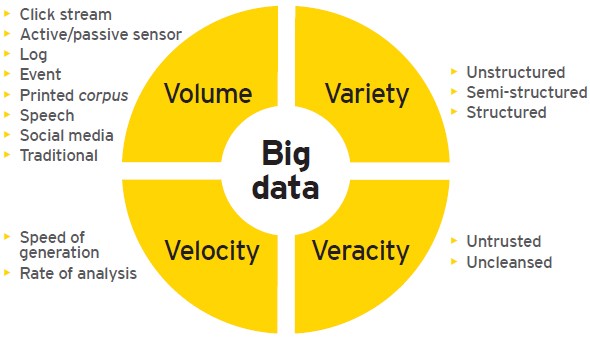 Click stream
Active/passive sensor
Log
Event
Printed corpus
Speech
Social media
Traditional
Volume
Variety
Unstructured
Semi-structured
Structured
Big
data
Speed of
generation
Rate of analysis
Velocity
Veracity
Untrusted
Uncleansed